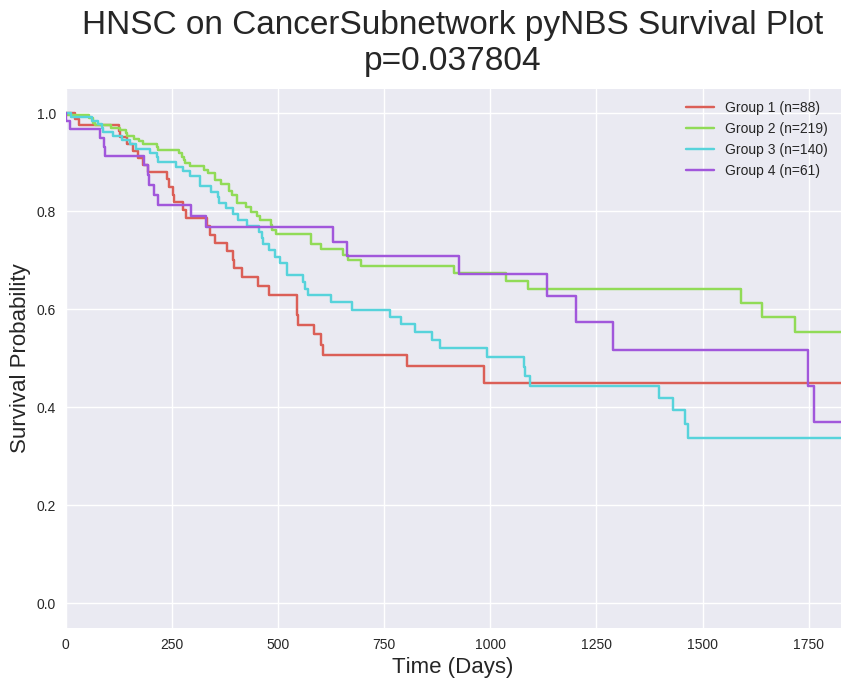 HNSC on CancerSubnetwork pyNBS Survival Plot
p=0.037804
Group 1 (n=88)
Group 2 (n=219)
Group 3 (n=140)
Group 4 (n=61)
Survival Probability
1.0
0.8
0.6
0.4
0.2
0.0
0 250 500 750 1000 1250 1500 1750
Time (Days)